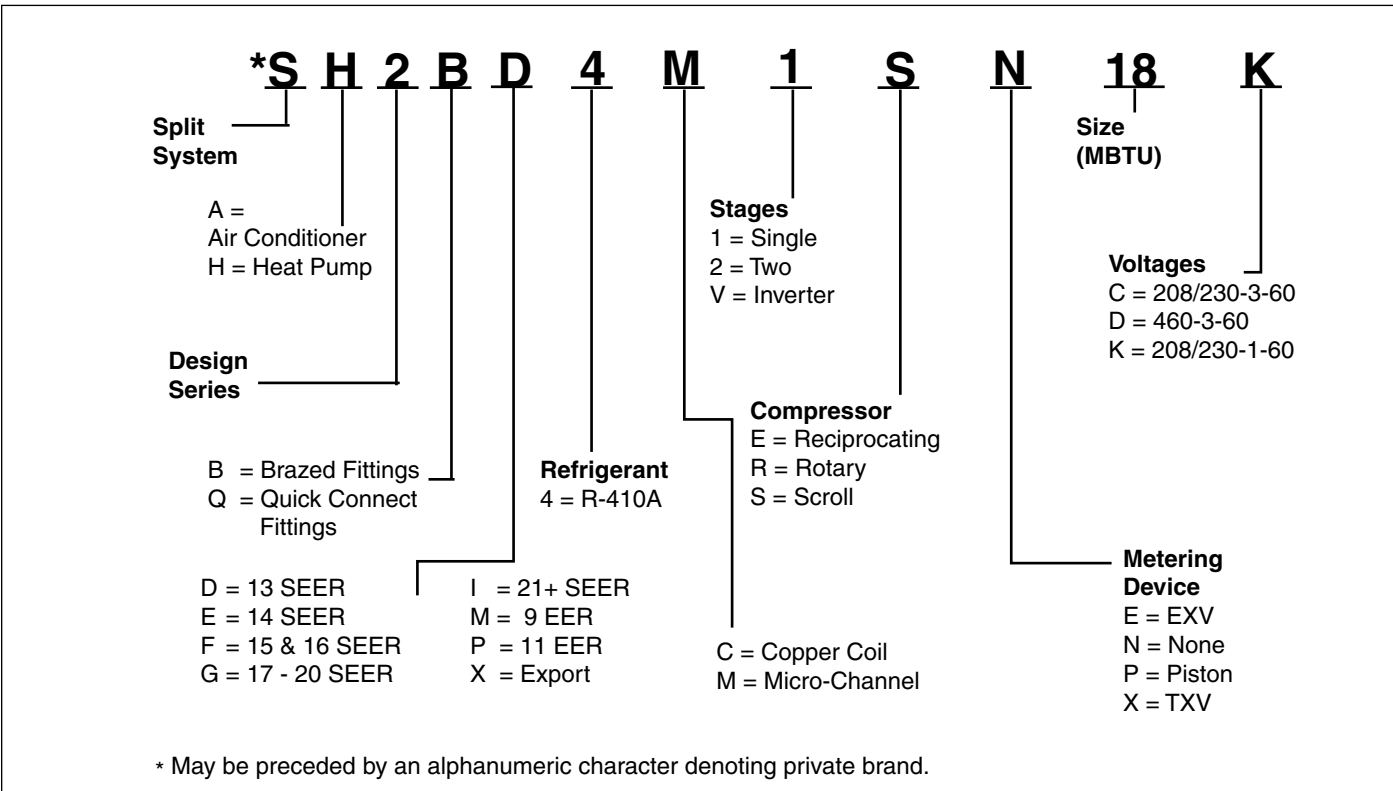 *S H 2 B D 4 M 1 S N 18 K
Split
System
Size
(MBTU)
A =
Air Conditioner
H = Heat Pump
Stages
1 = Single
2 = Two
V = Inverter
Voltages
C = 208/230-3-60
D = 460-3-60
K = 208/230-1-60
Design
Series
Compressor
E = Reciprocating
R = Rotary
S = Scroll
B = Brazed Fittings
Q = Quick Connect
Fittings
Refrigerant
4 = R-410A
Metering
Device
E = EXV
N = None
P = Piston
X = TXV
D = 13 SEER
E = 14 SEER
F = 15 & 16 SEER
G = 17 - 20 SEER
I = 21+ SEER
M = 9 EER
P = 11 EER
X = Export
C = Copper Coil
M = Micro-Channel
* May be preceded by an alphanumeric character denoting private brand.